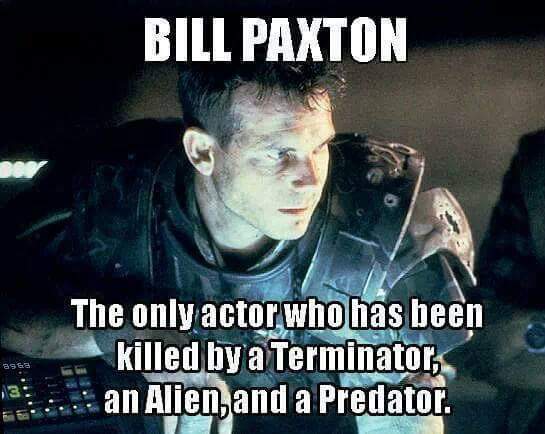 BILL PAXTON
The only actor who has been
killed by a Terminator,
an Alien, and a Predator.